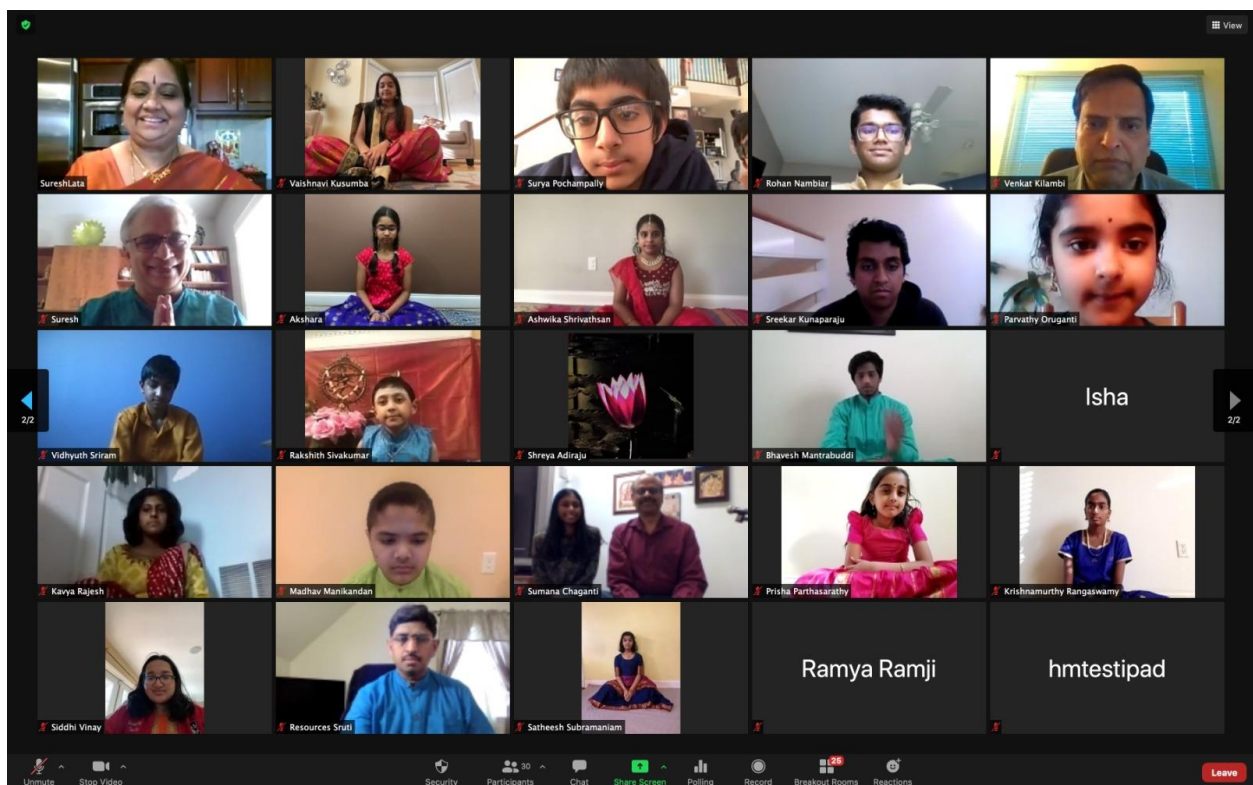 View
SureshLata
Vaishnavi Kusumba
Surya Pochampally
Rohan Nambiar
Venkat Kilambi
Suresh
Akshara
Ashwika Shrivathsan
Sreekar Kunaparaju
Parvathy Oruganti
2/2
Vidhyuth Sriram
Rakshith Sivakumar
Shreya Adiraju
Bhavesh Mantrabuddi
Isha
2/2
Kavya Rajesh
Madhav Manikandan
Sumana Chaganti
Prisha Parthasarathy
Krishnamurthy Rangaswamy
Siddhi Vinay
Resources Sruti
Satheesh Subramaniam
Ramya Ramji
hmtestipad
Unmute
Stop Video
Security
Participants
30
Chat
Share Screen
Polling
Record
Breakout Rooms
25
Reactions
Leave